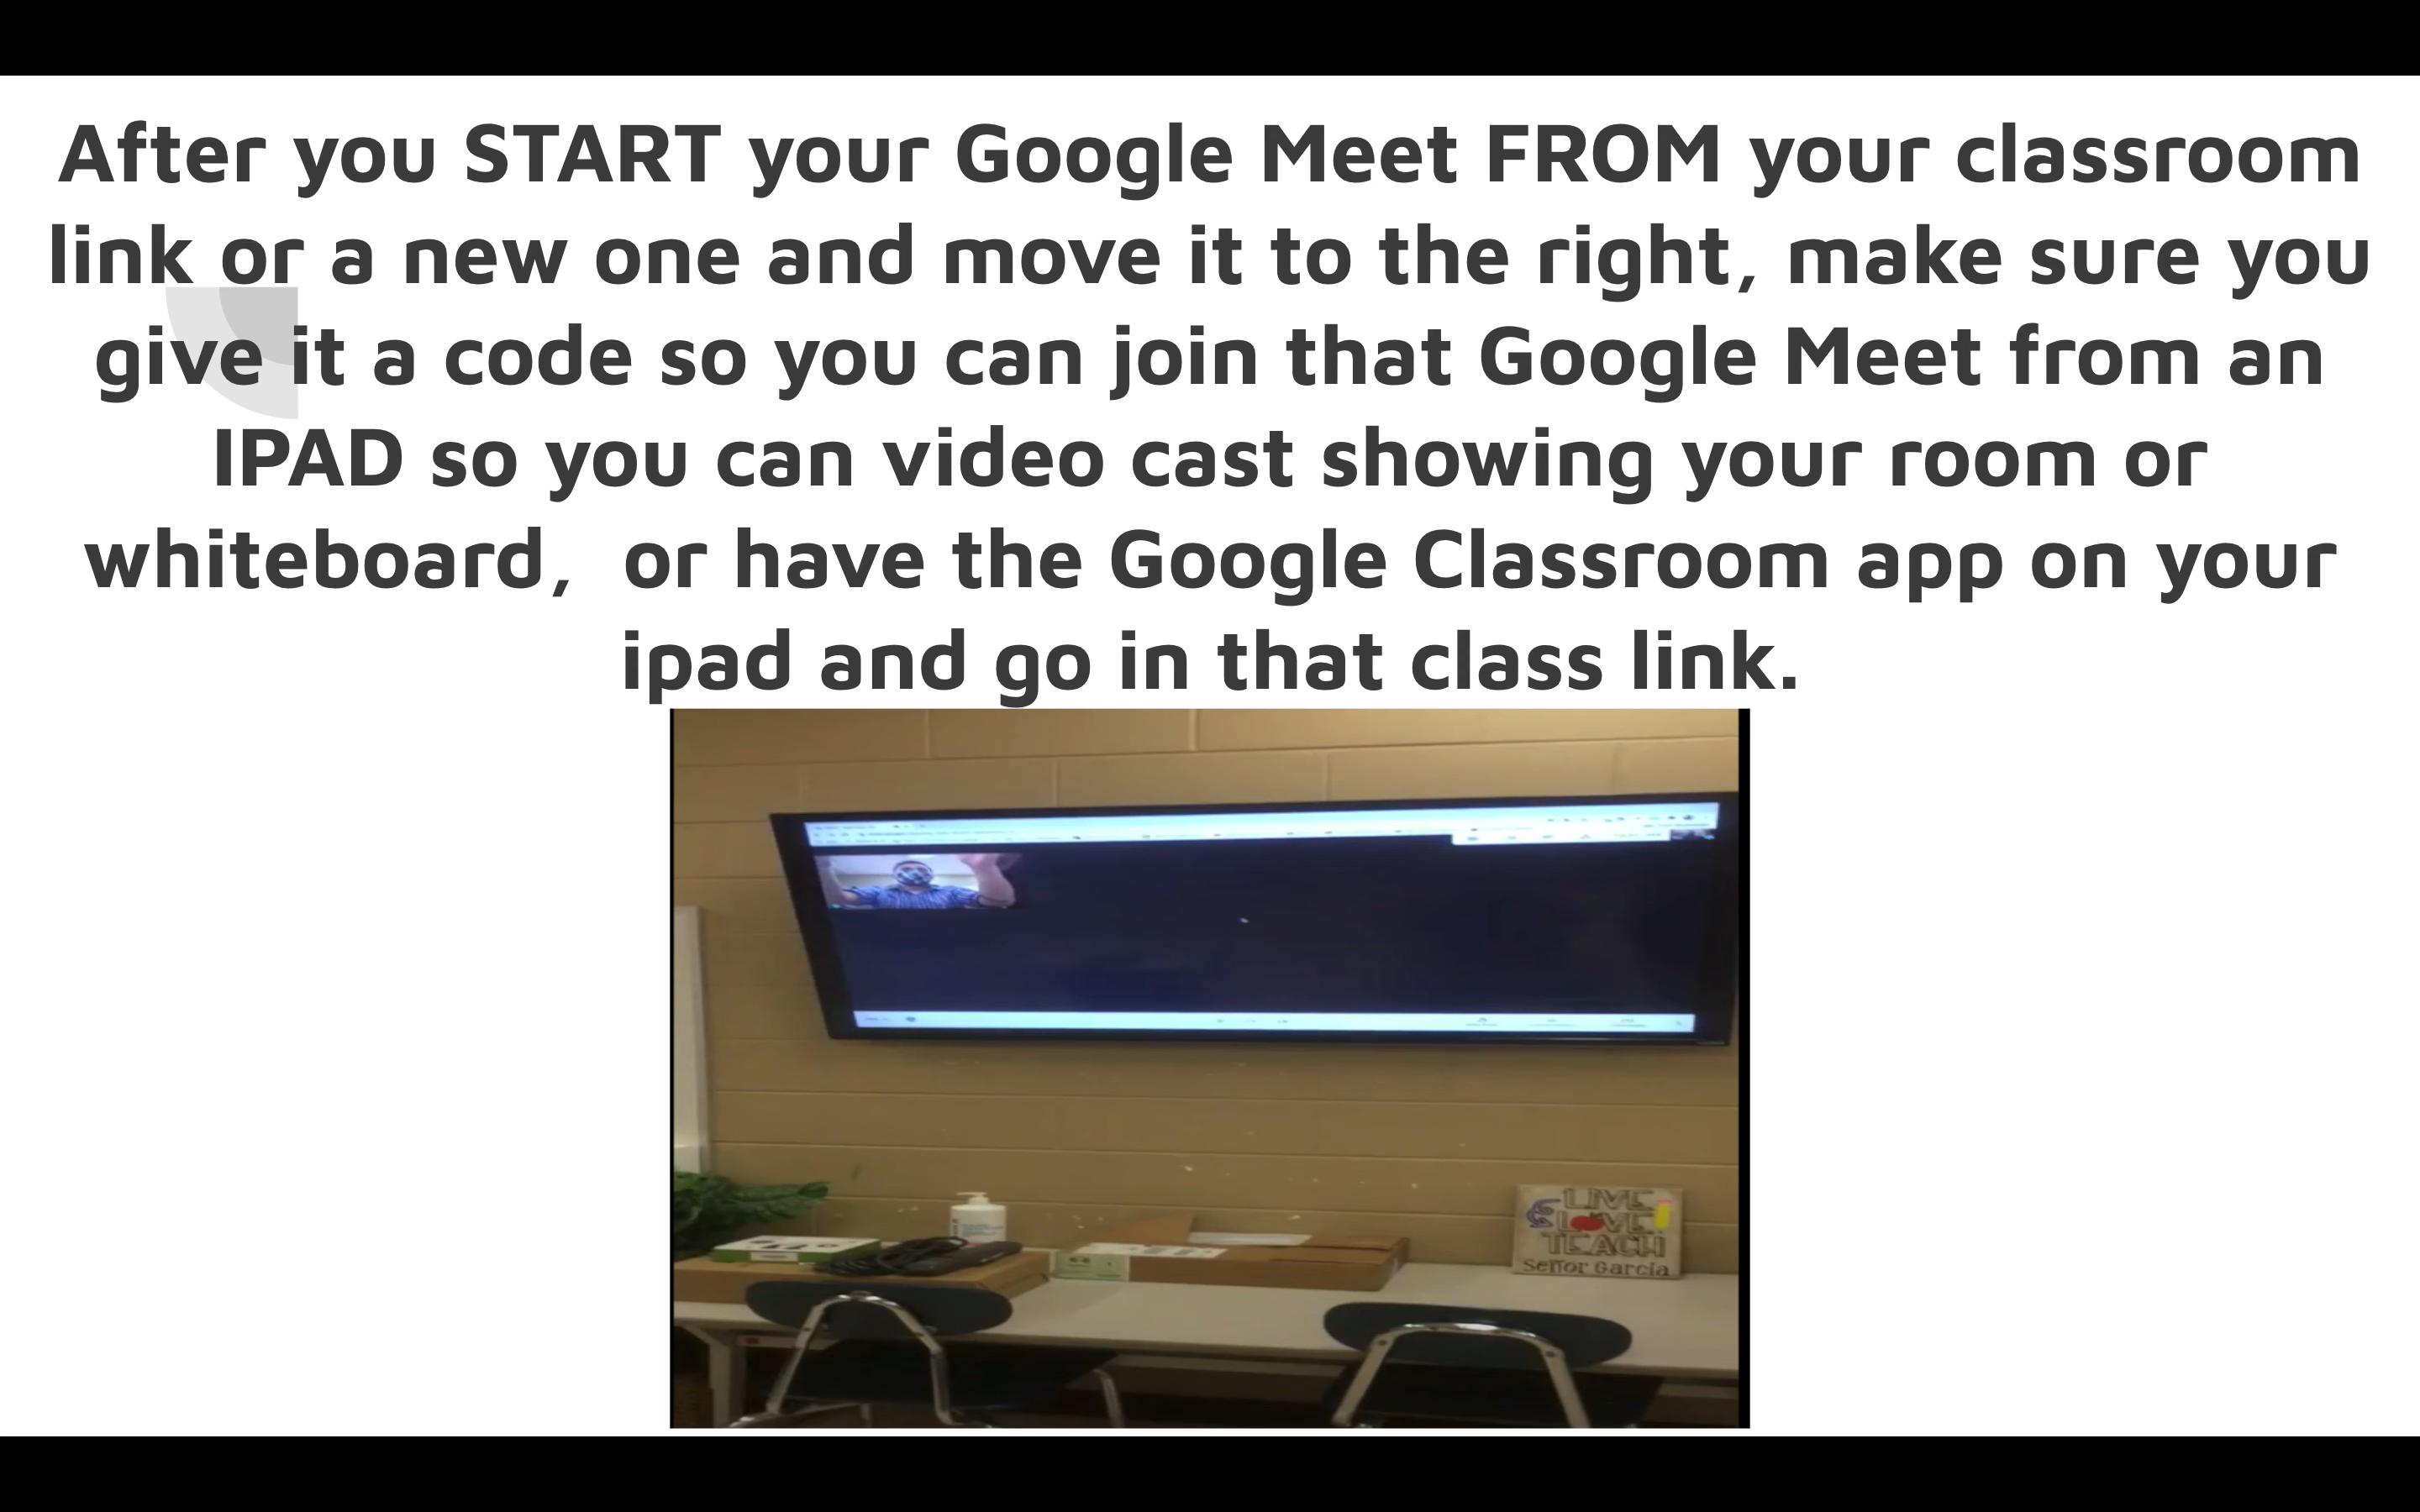 After you START your Google Meet FROM your classroom
link or a new one and move it to the right, make sure you
give it a code so you can join that Google Meet from an
IPAD so you can video cast showing your room or
whiteboard,  or have the Google Classroom app on your
ipad and go in that class link.
LIVE
LOVE
TEACH
Señor Garcia